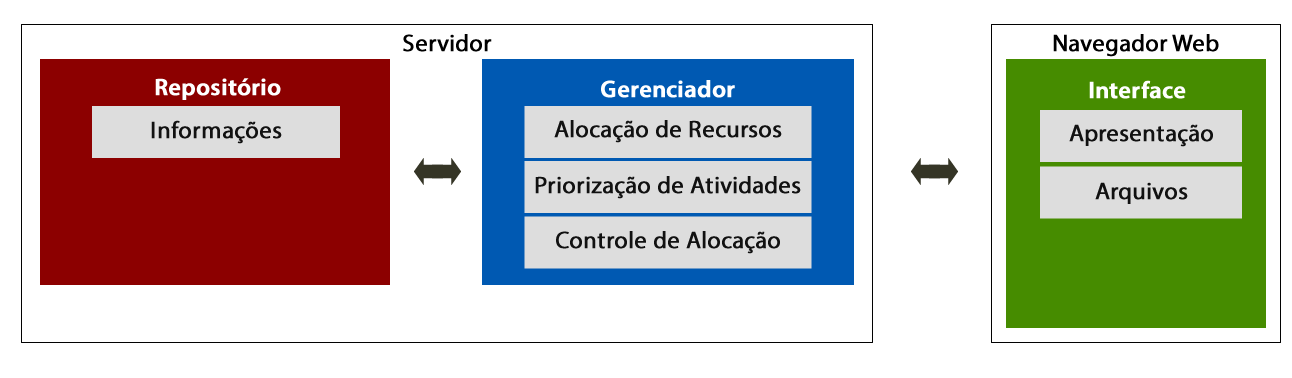 Servidor
Repositório
Informações
Gerenciador
Alocação de Recursos
Priorização de Atividades
Controle de Alocação
Navegador Web
Interface
Apresentação
Arquivos